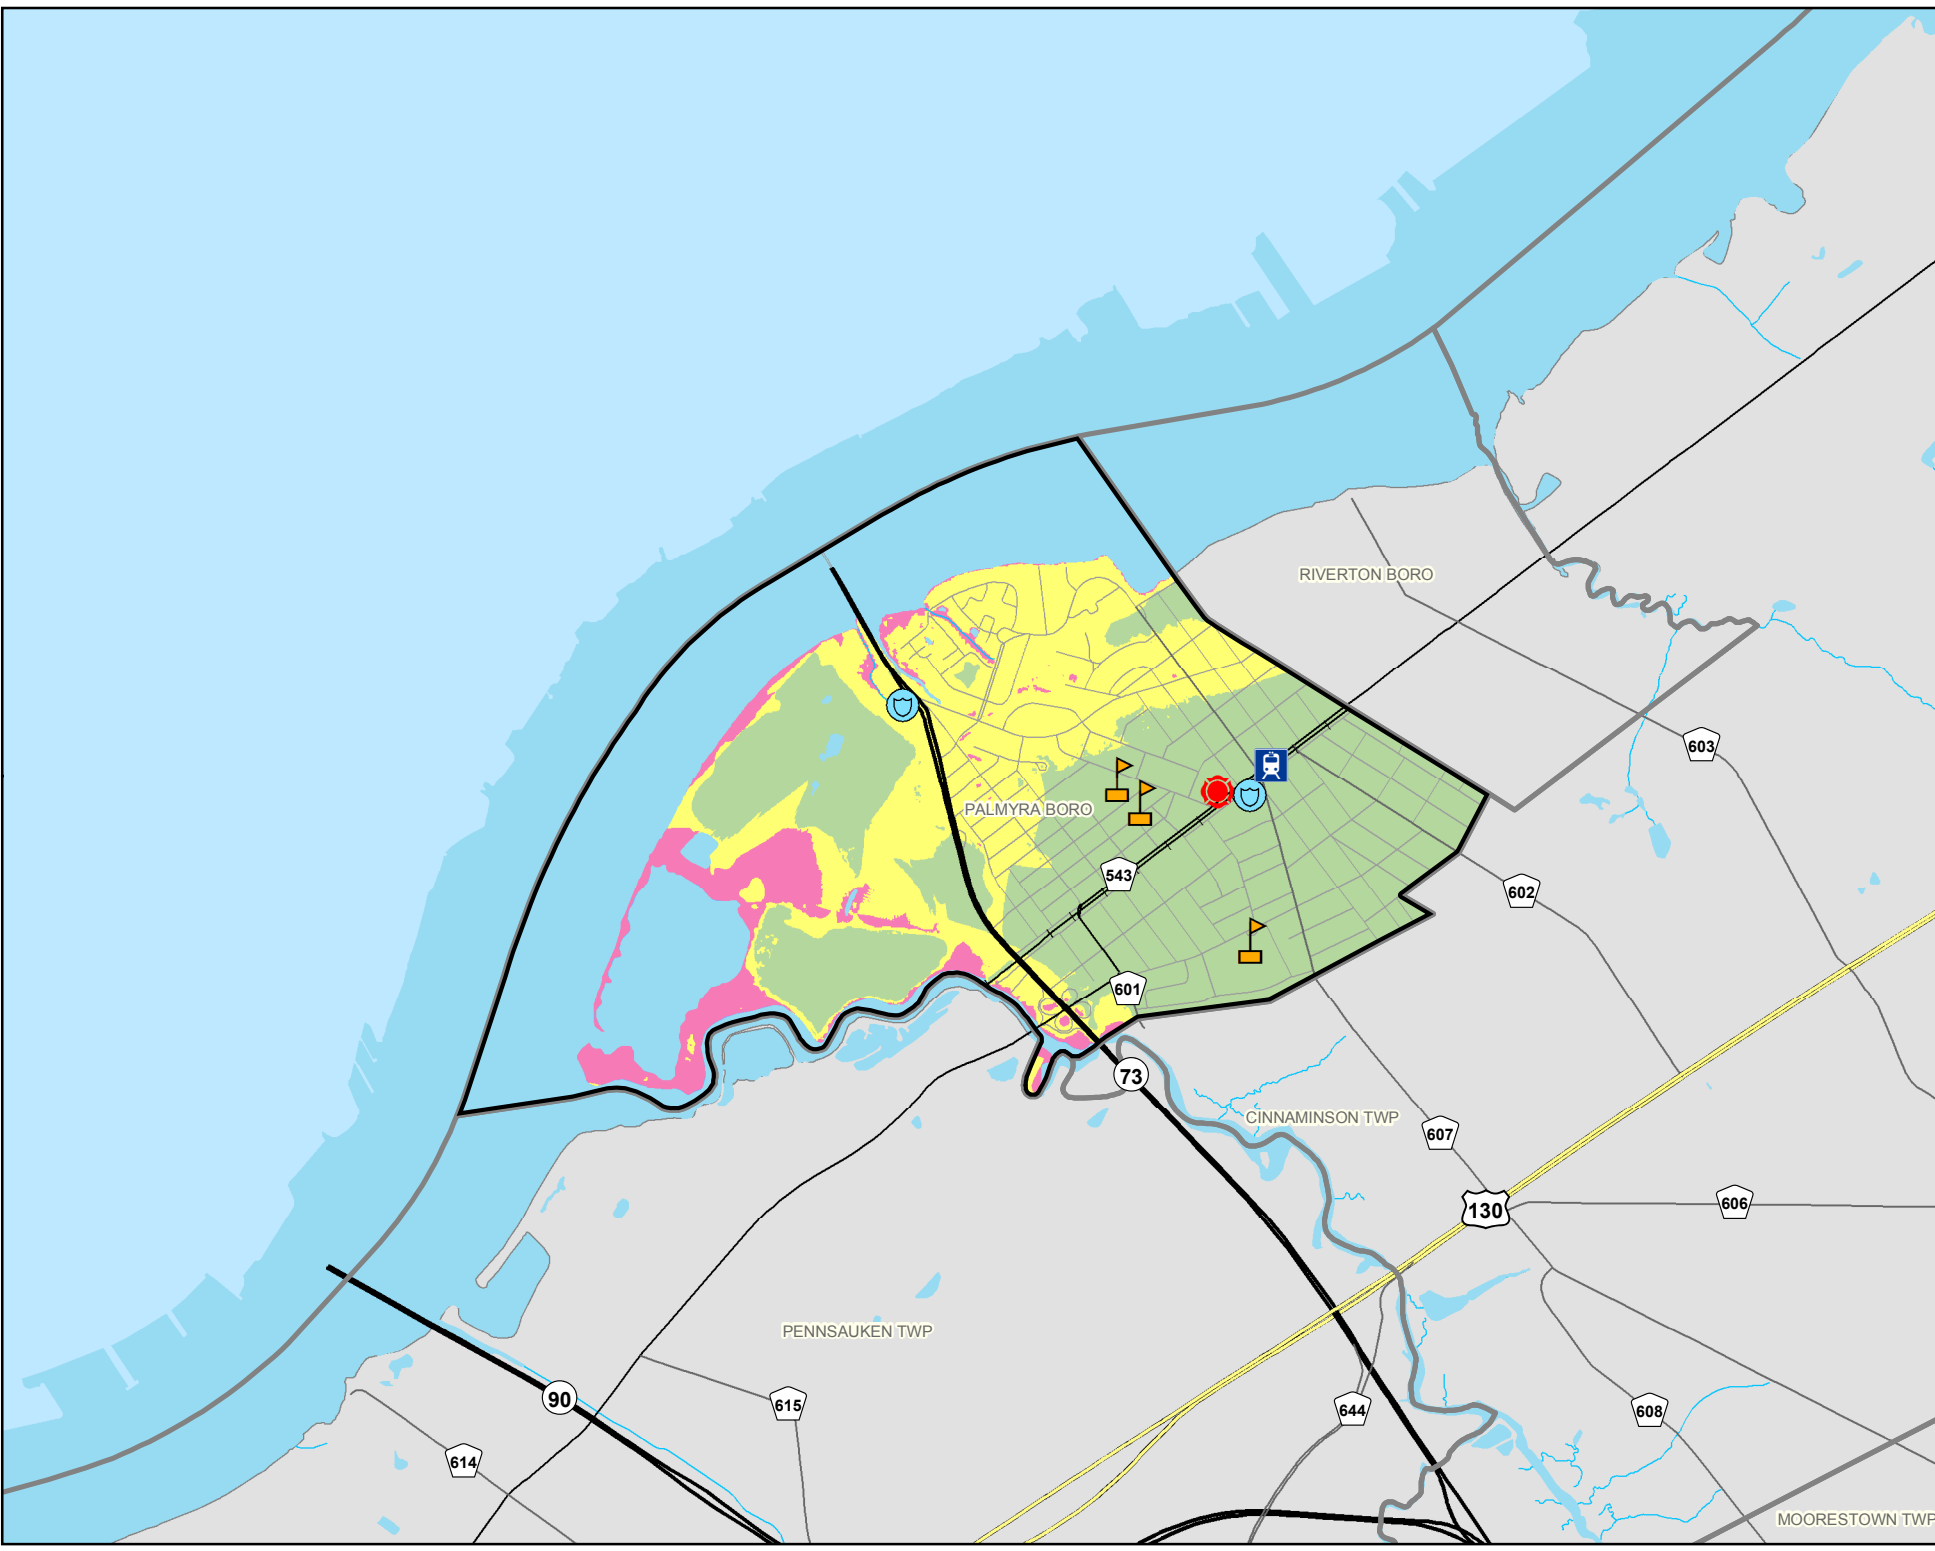 RIVERTON BORO
603
PALMYRA BORO
543
602
601
73
CINNAMINSON TWP
607
606
130
PENNSAUKEN TWP
90
615
644
608
614
MOORESTOWN TWP